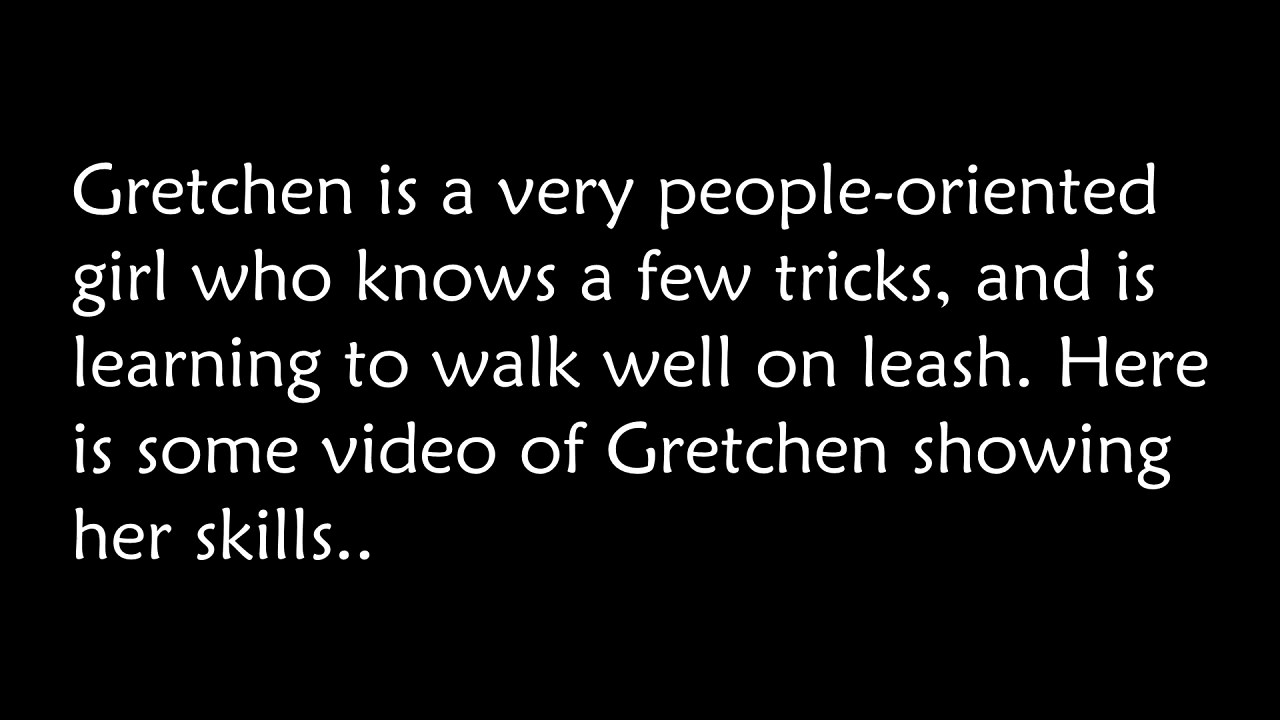 Gretchen is a very people-oriented
girl who knows a few tricks, and is
learning to walk well on leash. Here
is some video of Gretchen showing
her skills..